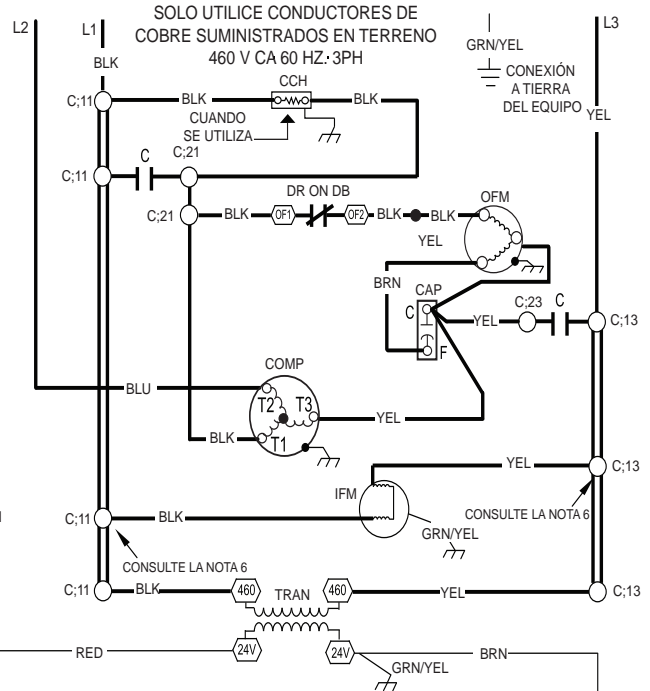 SOLO UTILICE CONDUCTORES DE
COBRE SUMINISTRADOS EN TERRENO
460 V CA 60 HZ.·3PH
L2
L1
BLK
GRN/YEL
L3
CONEXIÓN
A TIERRA
DEL EQUIPO
YEL
CCH
C;11
BLK
BLK
CUANDO
SE UTILIZA
C;11
C
C;21
DR ON DB
OFM
C;21
BLK
OF1
OF2
BLK
BLK
YEL
BRN
CAP
C
F
YEL
C;23
C
C;13
COMP
BLU
T2
T3
T1
BLK
YEL
YEL
C;13
IFM
CONSULTE LA NOTA 6
C;11
BLK
GRN/YEL
CONSULTE LA NOTA 6
C;11
BLK
460
TRAN
460
YEL
C;13
RED
24V
24V
BRN
GRN/YEL